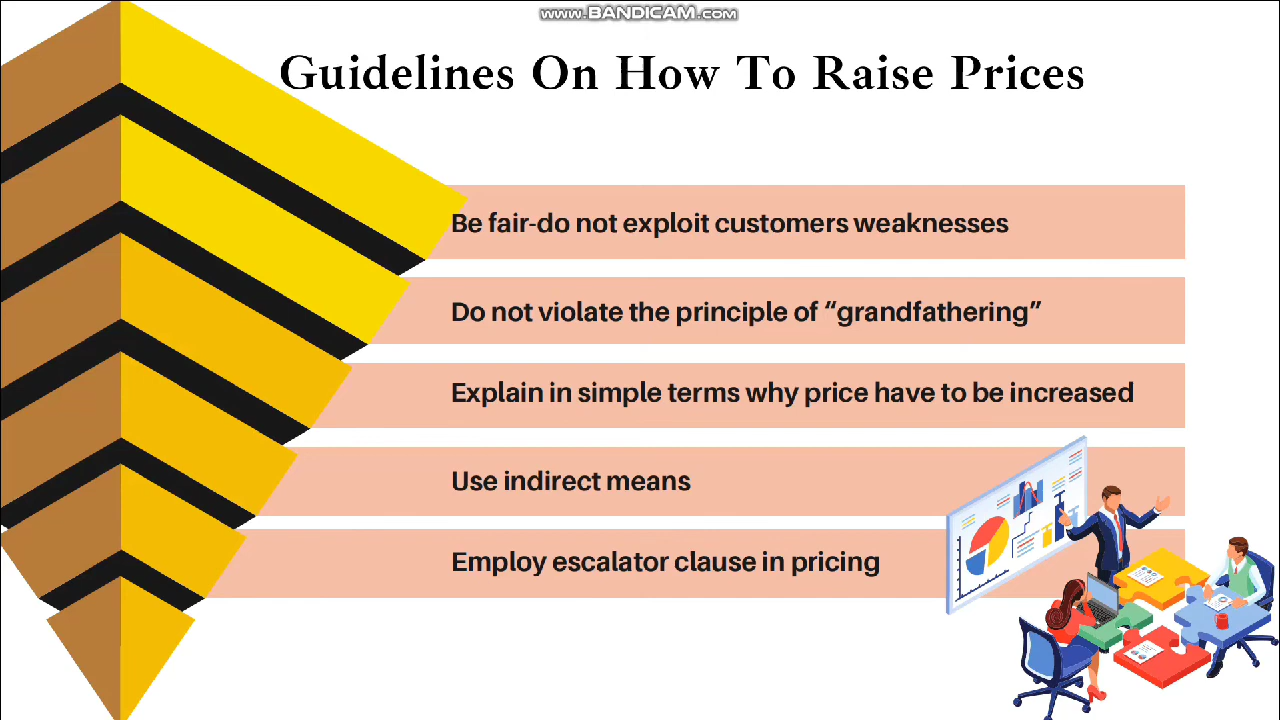 www.BANDICAM.com
Guidelines On How To Raise Prices
Be fair-do not exploit customers weaknesses
Do not violate the principle of “grandfathering”
Explain in simple terms why price have to be increased
Use indirect means
Employ escalator clause in pricing